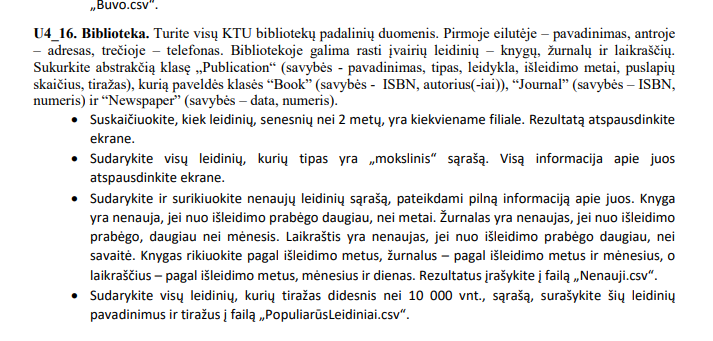 „Buvo.csv“.
U4_16. Biblioteka. Turite visų KTU bibliotekų padalinių duomenis. Pirmoje eilutėje – pavadinimas, antroje
– adresas, trečioje – telefonas. Bibliotekoje galima rasti įvairių leidinių – knygų, žurnalų ir laikraščių.
Sukurkite abstrakčią klasę „Publication“ (savybės - pavadinimas, tipas, leidykla, išleidimo metai, puslapių
skaičius, tiražas), kurią paveldės klasės “Book” (savybės - ISBN, autorius(-iai)), “Journal” (savybės – ISBN,
numeris) ir “Newspaper” (savybės – data, numeris).
• Suskaičiuokite, kiek leidinių, senesnių nei 2 metų, yra kiekviename filiale. Rezultatą atspausdinkite
ekrane.
• Sudarykite visų leidinių, kurių tipas yra „mokslinis“ sąrašą. Visą informacija apie juos
atspausdinkite ekrane.
• Sudarykite ir surikiuokite nenaujų leidinių sąrašą, pateikdami pilną informaciją apie juos. Knyga
yra nenauja, jei nuo išleidimo prabėgo daugiau, nei metai. Žurnalas yra nenaujas, jei nuo išleidimo
prabėgo, daugiau nei mėnesis. Laikraštis yra nenaujas, jei nuo išleidimo prabėgo daugiau, nei
savaitė. Knygas rikiuokite pagal išleidimo metus, žurnalus – pagal išleidimo metus ir mėnesius, o
laikraščius – pagal išleidimo metus, mėnesius ir dienas. Rezultatus įrašykite į failą „Nenauji.csv“.
• Sudarykite visų leidinių, kurių tiražas didesnis nei 10 000 vnt., sąrašą, surašykite šių leidinių
pavadinimus ir tiražus į failą „PopuliarūsLeidiniai.csv“.